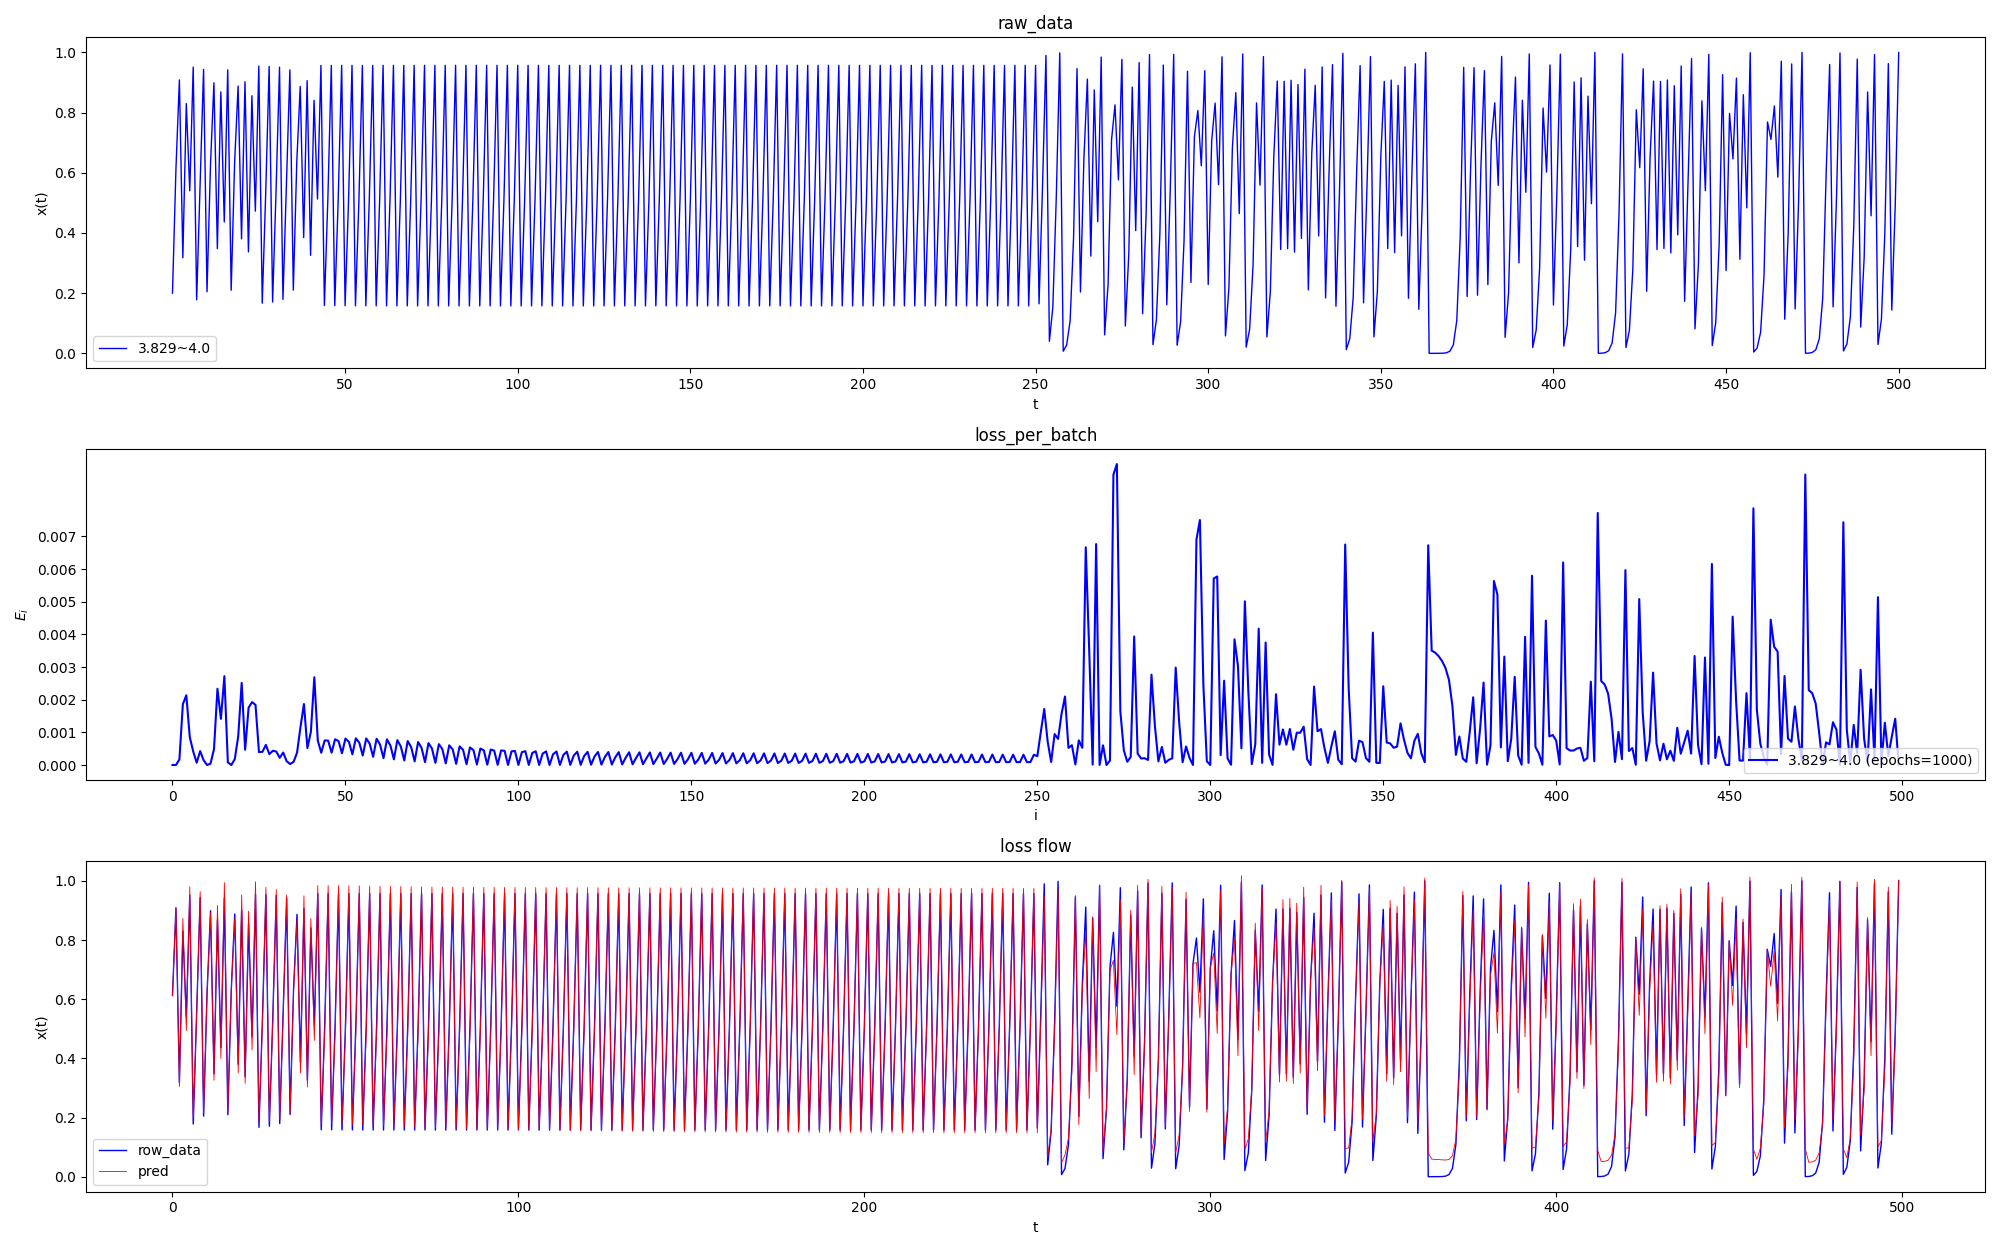 raw_data
1.0
0.8
0.6
0.4
0.2
0.0
x(t)
3.829~4.0
50 100 150 200 250 300 350 400 450 500
t
loss_per_batch
0.007
0.006
0.005
0.004
0.003
0.002
0.001
0.000
E_i
3.829~4.0 (epochs=1000)
0 50 100 150 200 250 300 350 400 450 500
i
loss flow
1.0
0.8
0.6
0.4
0.2
0.0
x(t)
row_data
pred
0 100 200 300 400 500
t